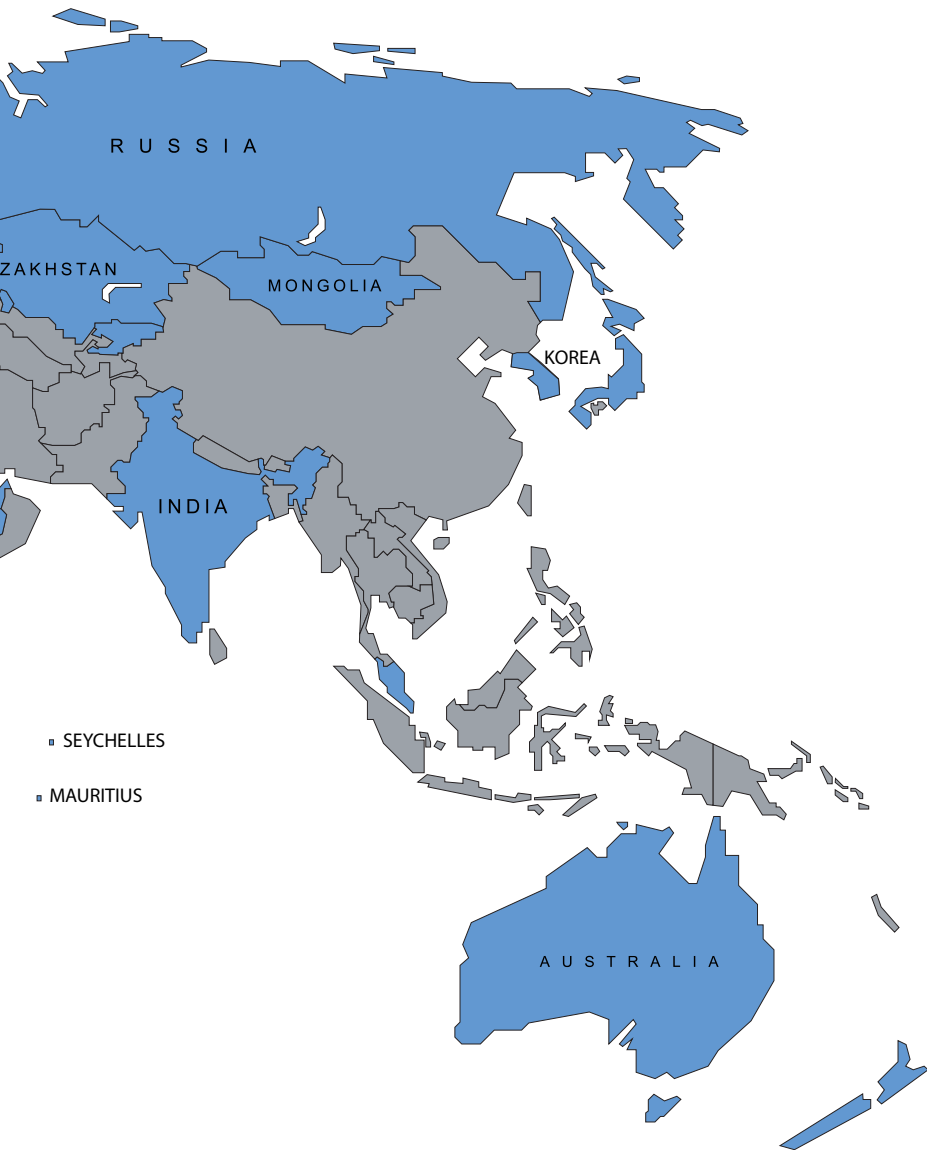 RUSSIA
ZAKHSTAN
MONGOLIA
KOREA
INDIA
SEYCHELLES
MAURITIUS
AUSTRALIA